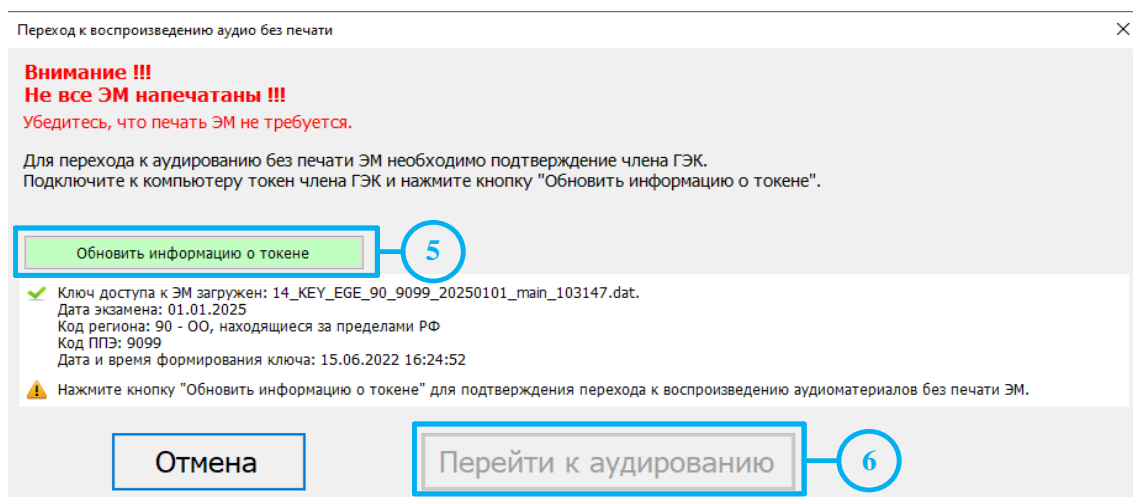 Переход к воспроизведению аудио без печати
Внимание !!!
Не все ЭМ напечатаны !!!
Убедитесь, что печать ЭМ не требуется.
Для перехода к аудированию без печати ЭМ необходимо подтверждение члена ГЭК.
Подключите к компьютеру токен члена ГЭК и нажмите кнопку "Обновить информацию о токене".
Обновить информацию о токене
5
Ключ доступа к ЭМ загружен: 14_KEY_EGE_90_9099_20250101_main_103147.dat.
Дата экзамена: 01.01.2025
Код региона: 90 - ОО, находящиеся за пределами РФ
Код ППЭ: 9099
Дата и время формирования ключа: 15.06.2022 16:24:52
Нажмите кнопку "Обновить информацию о токене" для подтверждения перехода к воспроизведению аудиоматериалов без печати ЭМ.
Отмена
Перейти к аудированию
6